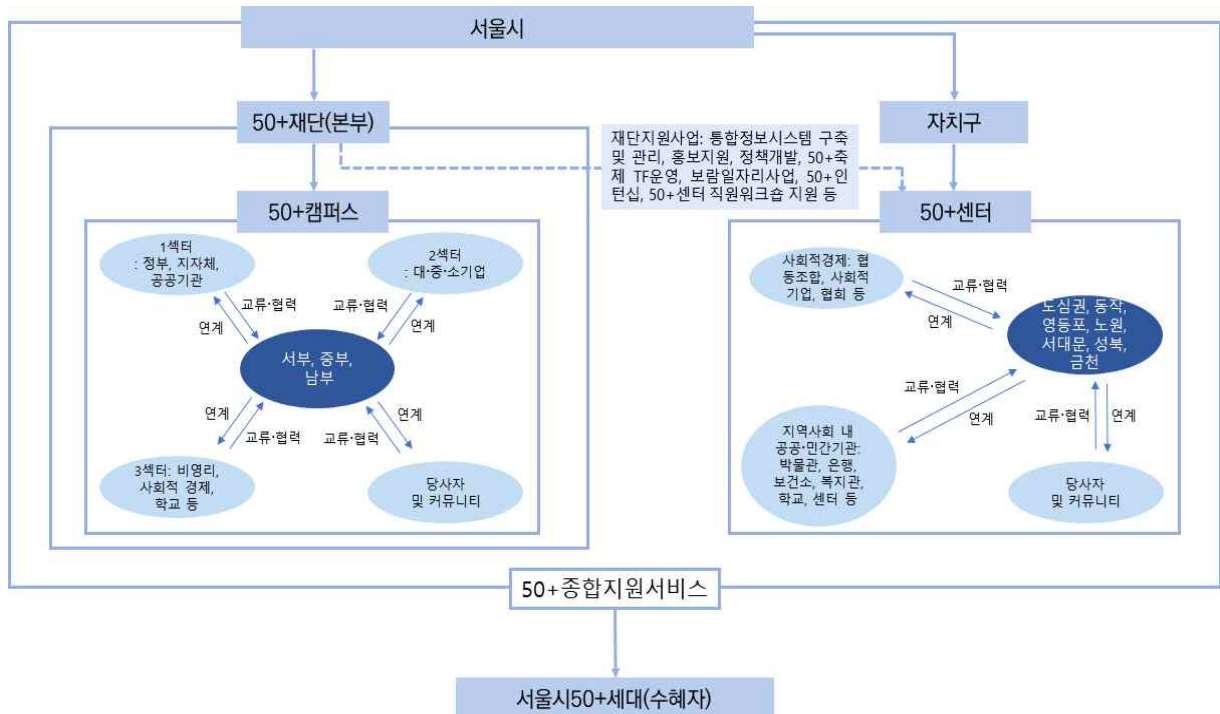 서울시
50+재단(본부)
자치구
재단지원사업: 통합정보시스템 구축
및 관리, 홍보지원, 정책개발, 50+축
제 TF운영, 보람일자리사업, 50+인
턴십, 50+센터 직원워크숍 지원 등
50+캠퍼스
50+센터
1섹터
: 정부, 지자체,
공공기관
2섹터
: 대·중·소기업
교류·협력
연계
교류·협력
연계
서부, 중부,
남부
연계
교류·협력
연계
교류·협력
3섹터: 비영리,
사회적 경제,
학교 등
당사자
및 커뮤니티
사회적경제: 협
동조합, 사회적
기업, 협회 등
교류·협력
연계
도심권, 동작,
영등포, 노원,
서대문, 성북,
금천
교류·협력
연계
교류·협력
연계
지역사회 내
공공·민간기관:
박물관, 은행,
보건소, 복지관,
학교, 센터 등
당사자
및 커뮤니티
50+종합지원서비스
서울시50+세대(수혜자)